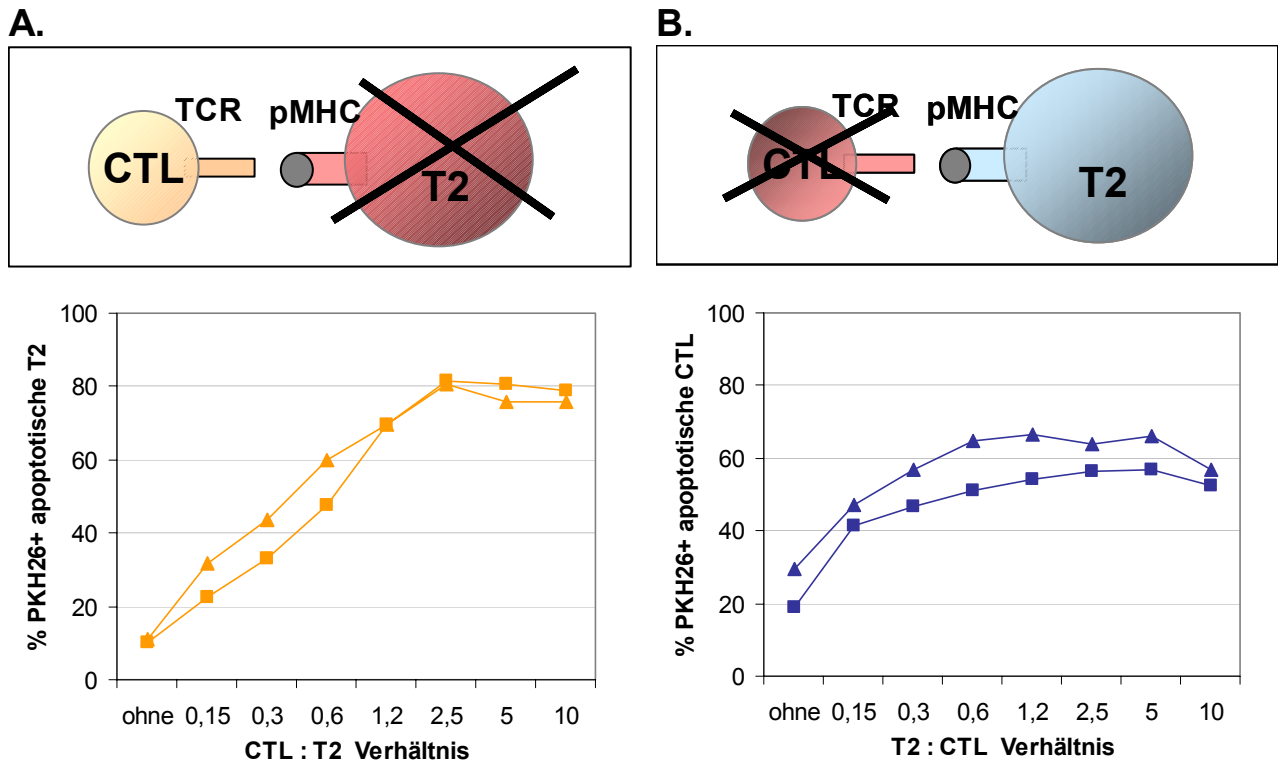 A.
TCR
pMHC
CTL
T2
100
80
60
40
20
0
% PKH26+ apoptotische T2
ohne 0,15 0,3 0,6 1,2 2,5 5 10
CTL : T2 Verhältnis
B.
TCR
pMHC
CTL
T2
100
80
60
40
20
0
% PKH26+ apoptotische CTL
ohne 0,15 0,3 0,6 1,2 2,5 5 10
T2 : CTL Verhältnis